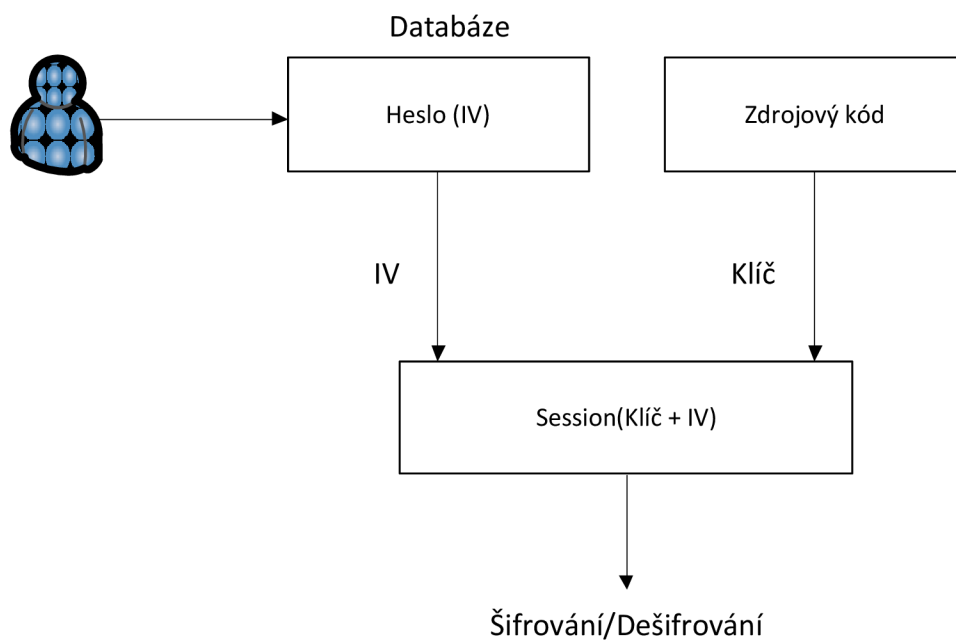 Databáze
Heslo (IV)
Zdrojový kód
IV
Klíč
Session(Klíč + IV)
Šifrování/Dešifrování